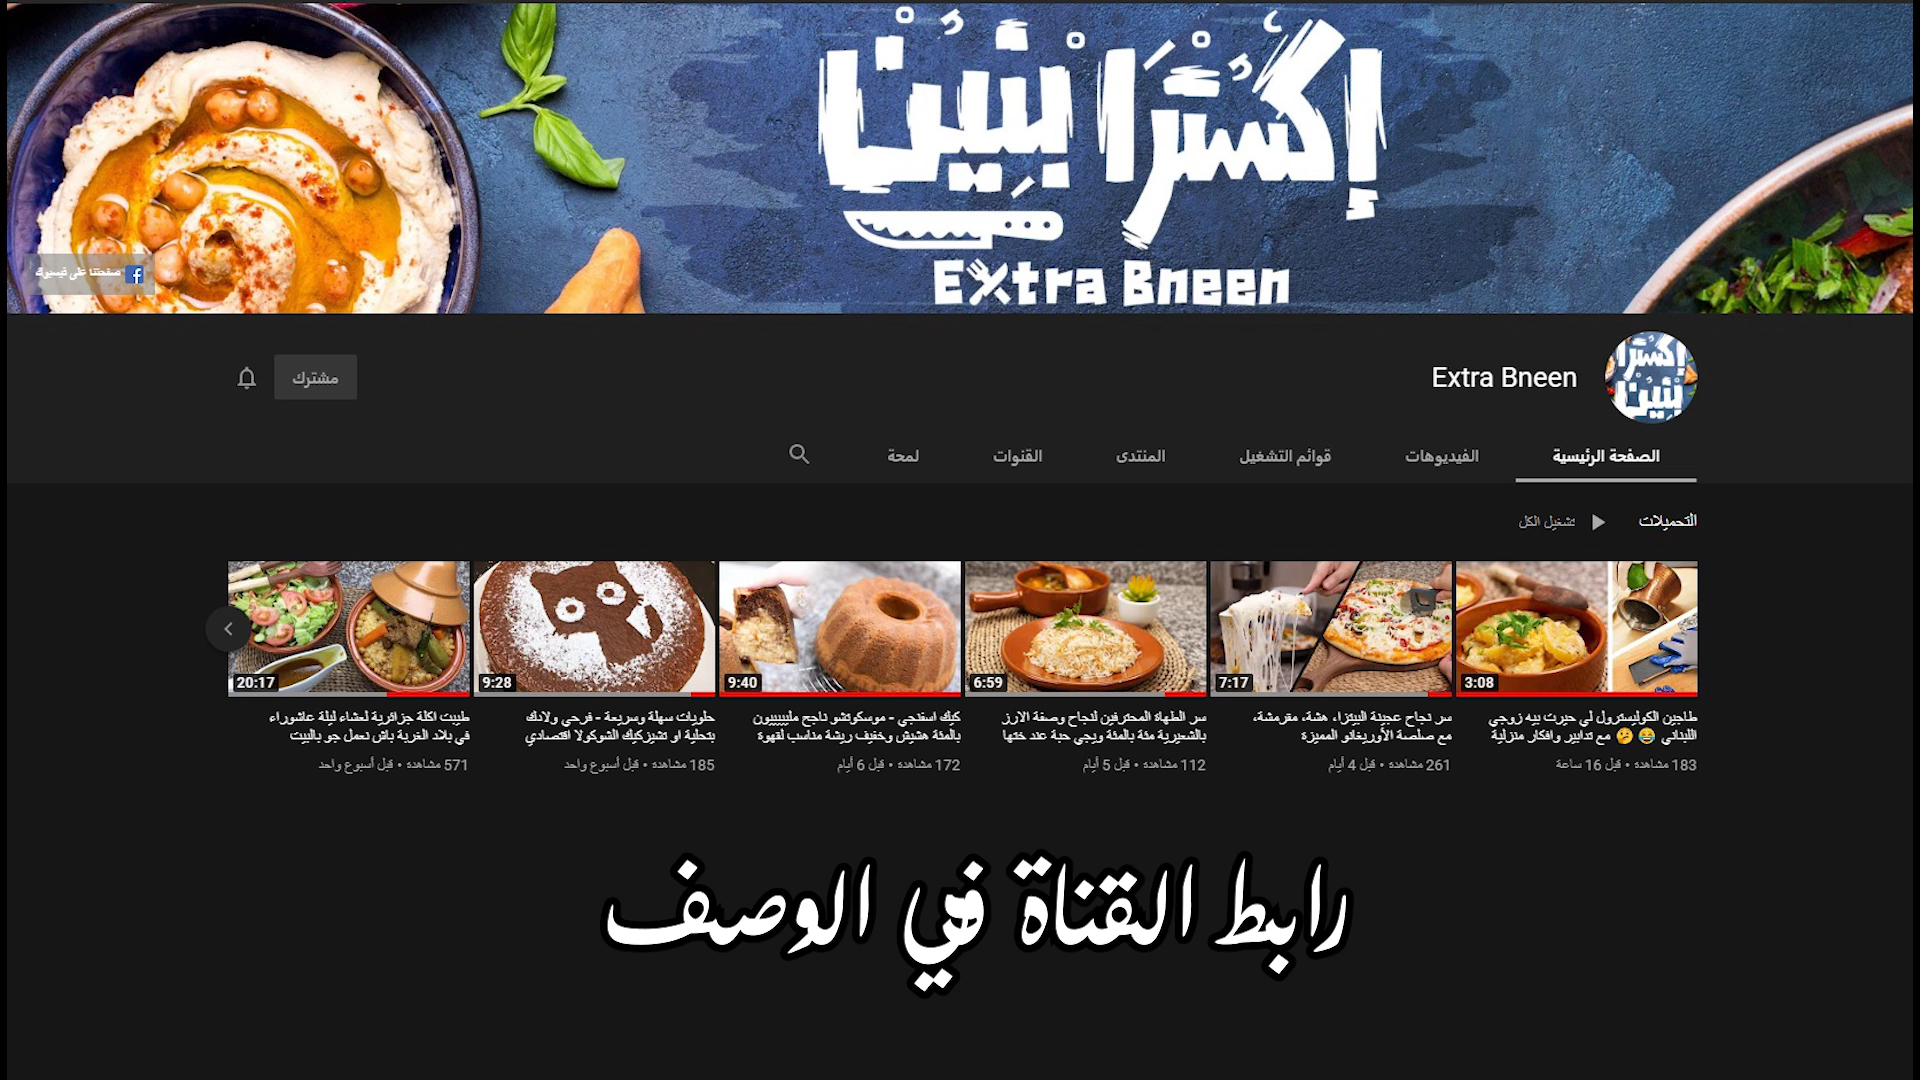 إكسترا بنين
Extra Bneen
صفحتنا على فيسبوك
Extra Bneen
مشترك
الصفحة الرئيسية
الفيديوهات
قوائم التشغيل
المنتدى
القنوات
لمحة
التحميلات
تشغيل الكل
3:08
7:17
6:59
9:40
9:28
20:17
طاجين الكوليسترول لي حيرت بيه زوجي
اللبناني 😂 🤔 مع تدابير وافكار منزلية
183 مشاهدة • قبل 16 ساعة
سر نجاح عجينة البيتزا، هشة، مقرمشة،
مع صلصة الأوريغانو المميزة
261 مشاهدة • قبل 4 أيام
سر الطهاة المحترفين لنجاح وصفة الارز
بالشعيرية مئة بالمئة ويجي حبة عند ختها
112 مشاهدة • قبل 5 أيام
كيك اسفنجي - موسكوتشو ناجح مليييييون
بالمئة هشيش وخفيف ريشة مناسب لقهوة
172 مشاهدة • قبل 6 أيام
حلويات سهلة وسريعة - فرحي ولادك
بتحلية او تشيزكيك الشوكولا اقتصادي
185 مشاهدة • قبل أسبوع واحد
طيبت اكلة جزائرية لعشاء ليلة عاشوراء
في بلاد الغربة باش نعمل جو بالبيت
571 مشاهدة • قبل أسبوع واحد
رابط القناة في الوصف